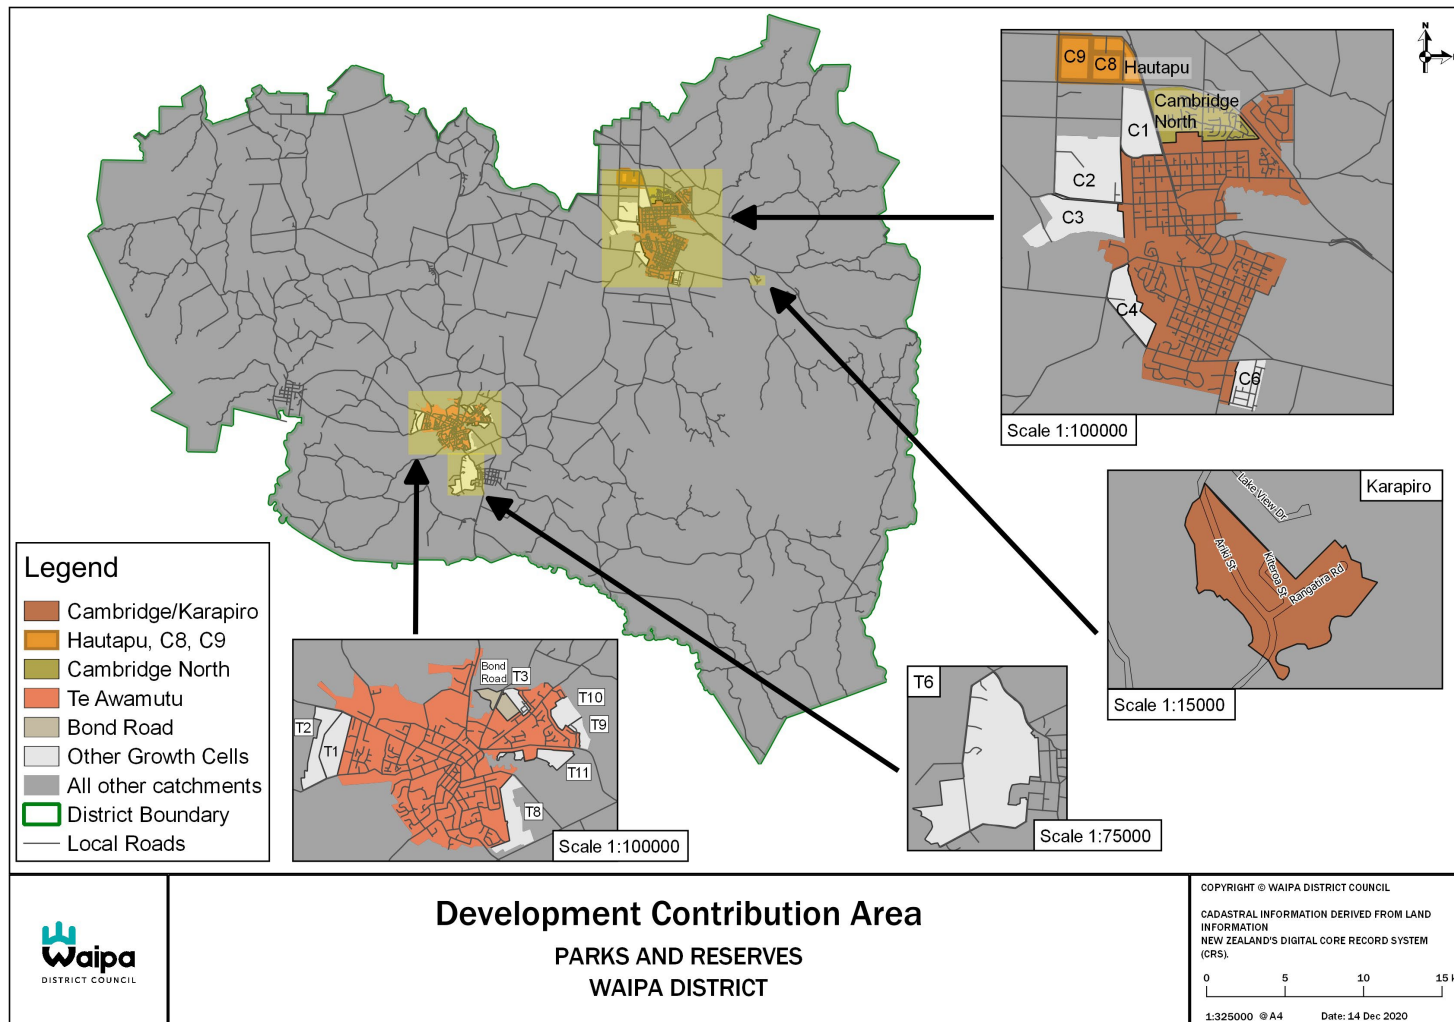 N
C9
C8
Hautapu
Cambridge
North
C1
C2
C3
C4
C6
Scale 1:100000
Karapiro
Lake View Dr
Ariki St
Kiteroa St
Rangatira Rd
Scale 1:15000
Legend
Cambridge/Karapiro
Hautapu, C8, C9
Cambridge North
Te Awamutu
Bond Road
Other Growth Cells
All other catchments
District Boundary
Local Roads
Bond
Road
T3
T10
T9
T2
T1
T11
T8
Scale 1:100000
T6
Scale 1:75000
Waipa
DISTRICT COUNCIL
Development Contribution Area
PARKS AND RESERVES
WAIPA DISTRICT
COPYRIGHT © WAIPA DISTRICT COUNCIL
CADASTRAL INFORMATION DERIVED FROM LAND
INFORMATION
NEW ZEALAND'S DIGITAL CORE RECORD SYSTEM
(CRS).
0 5 10 15
1:325000 @ A4 Date: 14 Dec 2020